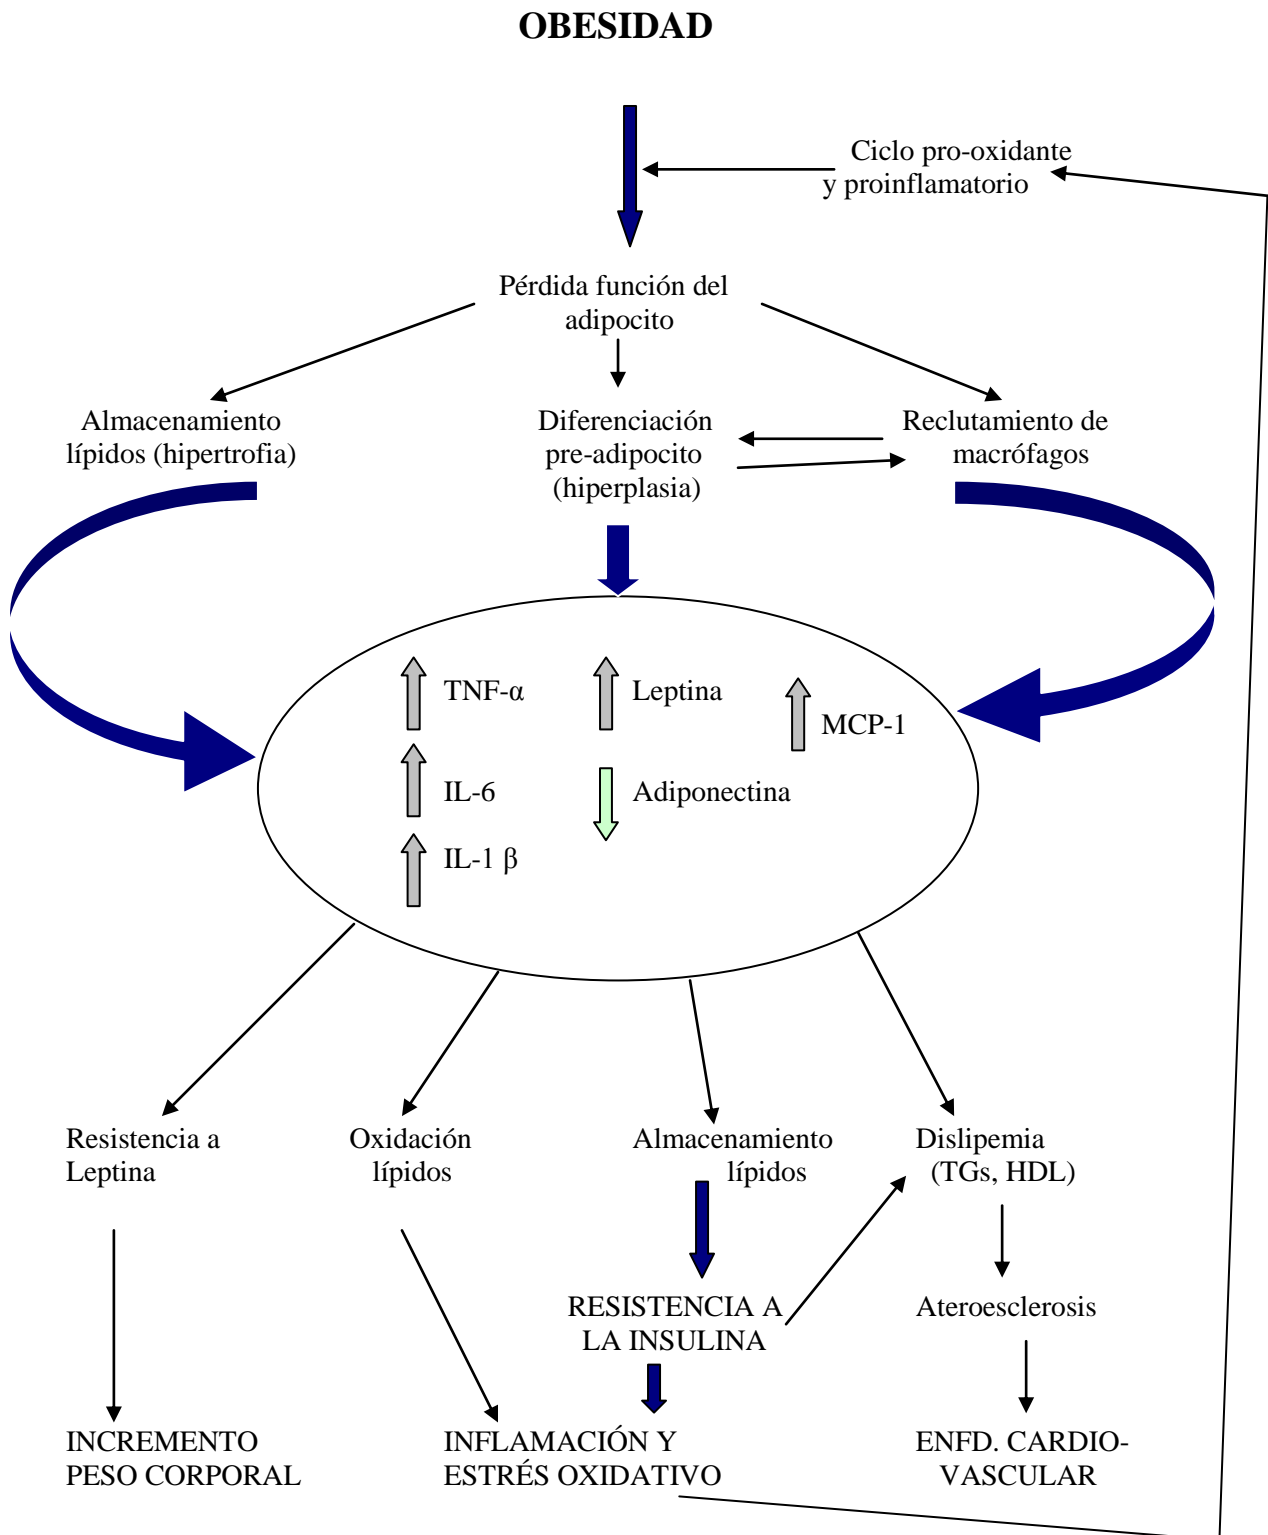 OBESIDAD
Ciclo pro-oxidante
y proinflamatorio
Pérdida función del
adipocito
Almacenamiento
lípidos (hipertrofia)
Diferenciación
pre-adipocito
(hiperplasia)
Reclutamiento de
macrófagos
TNF-α
Leptina
MCP-1
IL-6
Adiponectina
IL-1 β
Resistencia a
Leptina
Oxidación
lípidos
Almacenamiento
lípidos
Dislipemia
(TGs, HDL)
RESISTENCIA A
LA INSULINA
Ateroesclerosis
INCREMENTO
PESO CORPORAL
INFLAMACIÓN Y
ESTRÉS OXIDATIVO
ENFD. CARDIO-
VASCULAR